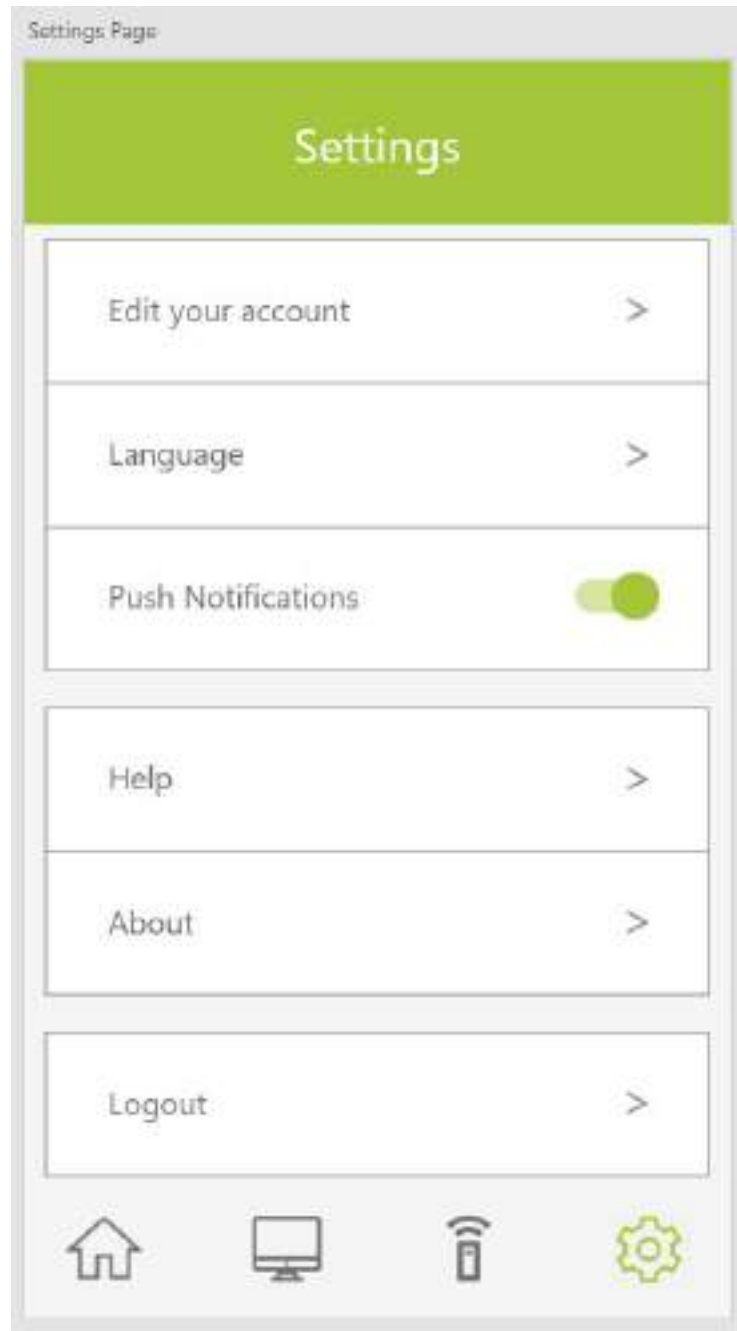 Settings Page
Settings
Edit your account >
Language >
Push Notifications
Help >
About >
Logout >